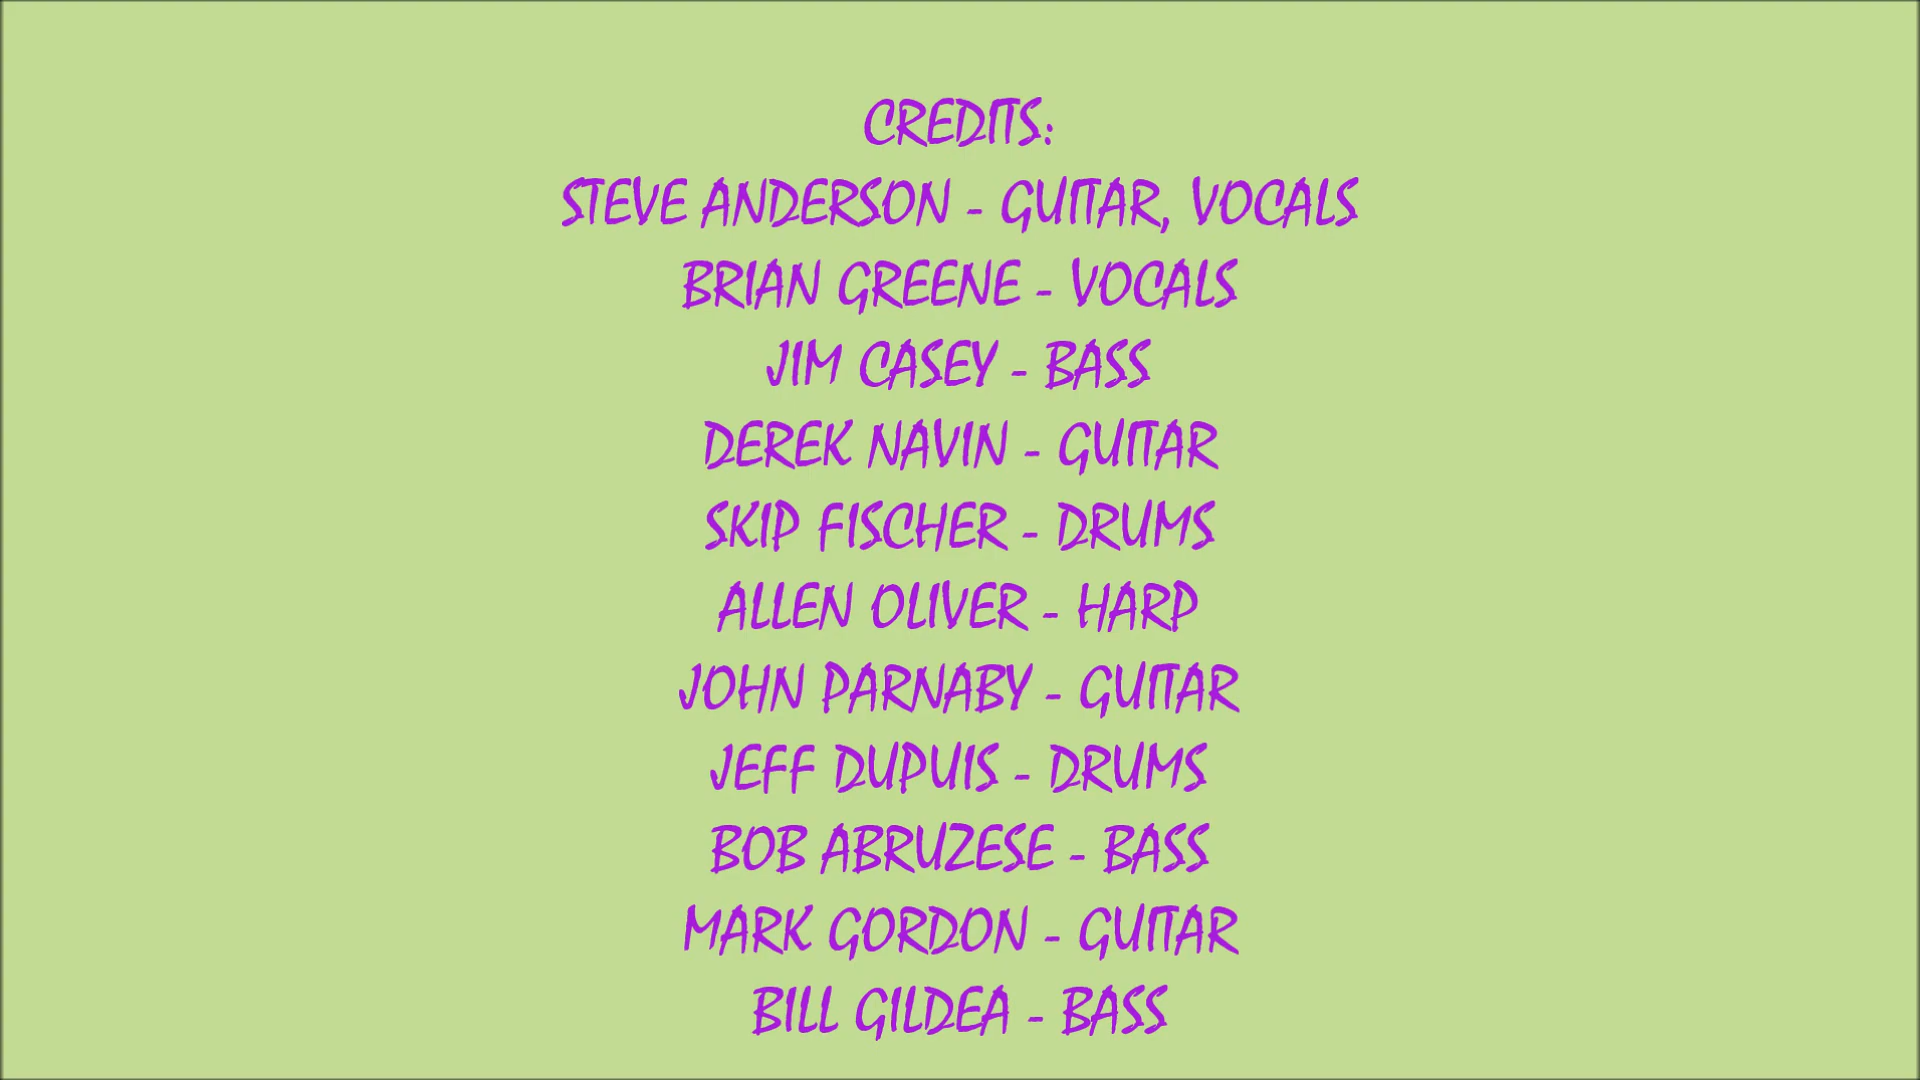 CREDITS:
STEVE ANDERSON - GUITAR, VOCALS
BRIAN GREENE - VOCALS
JIM CASEY - BASS
DEREK NAVIN - GUITAR
SKIP FISCHER - DRUMS
ALLEN OLIVER - HARP
JOHN PARNABY - GUITAR
JEFF DUPUIS - DRUMS
BOB ABRUZESE - BASS
MARK GORDON - GUITAR
BILL GILDEA - BASS